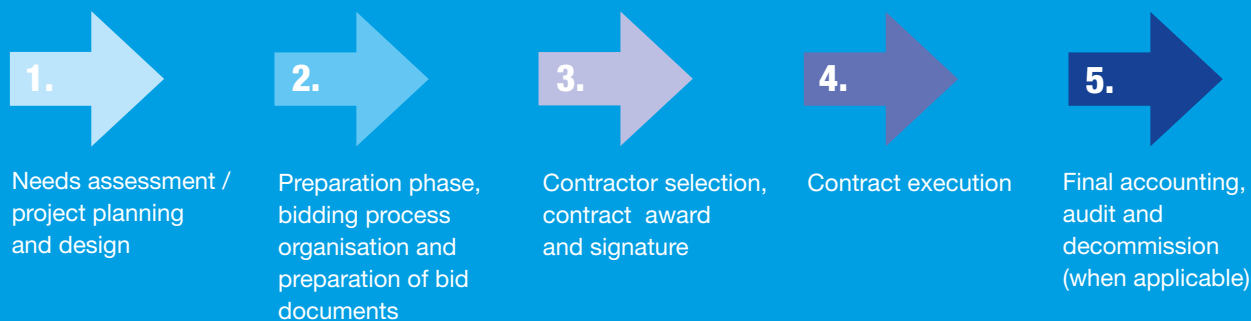 1.
Needs assessment /
project planning
and design
2.
Preparation phase,
bidding process
organisation and
preparation of bid
documents
3.
Contractor selection,
contract award
and signature
4.
Contract execution
5.
Final accounting,
audit and
decommission
(when applicable)